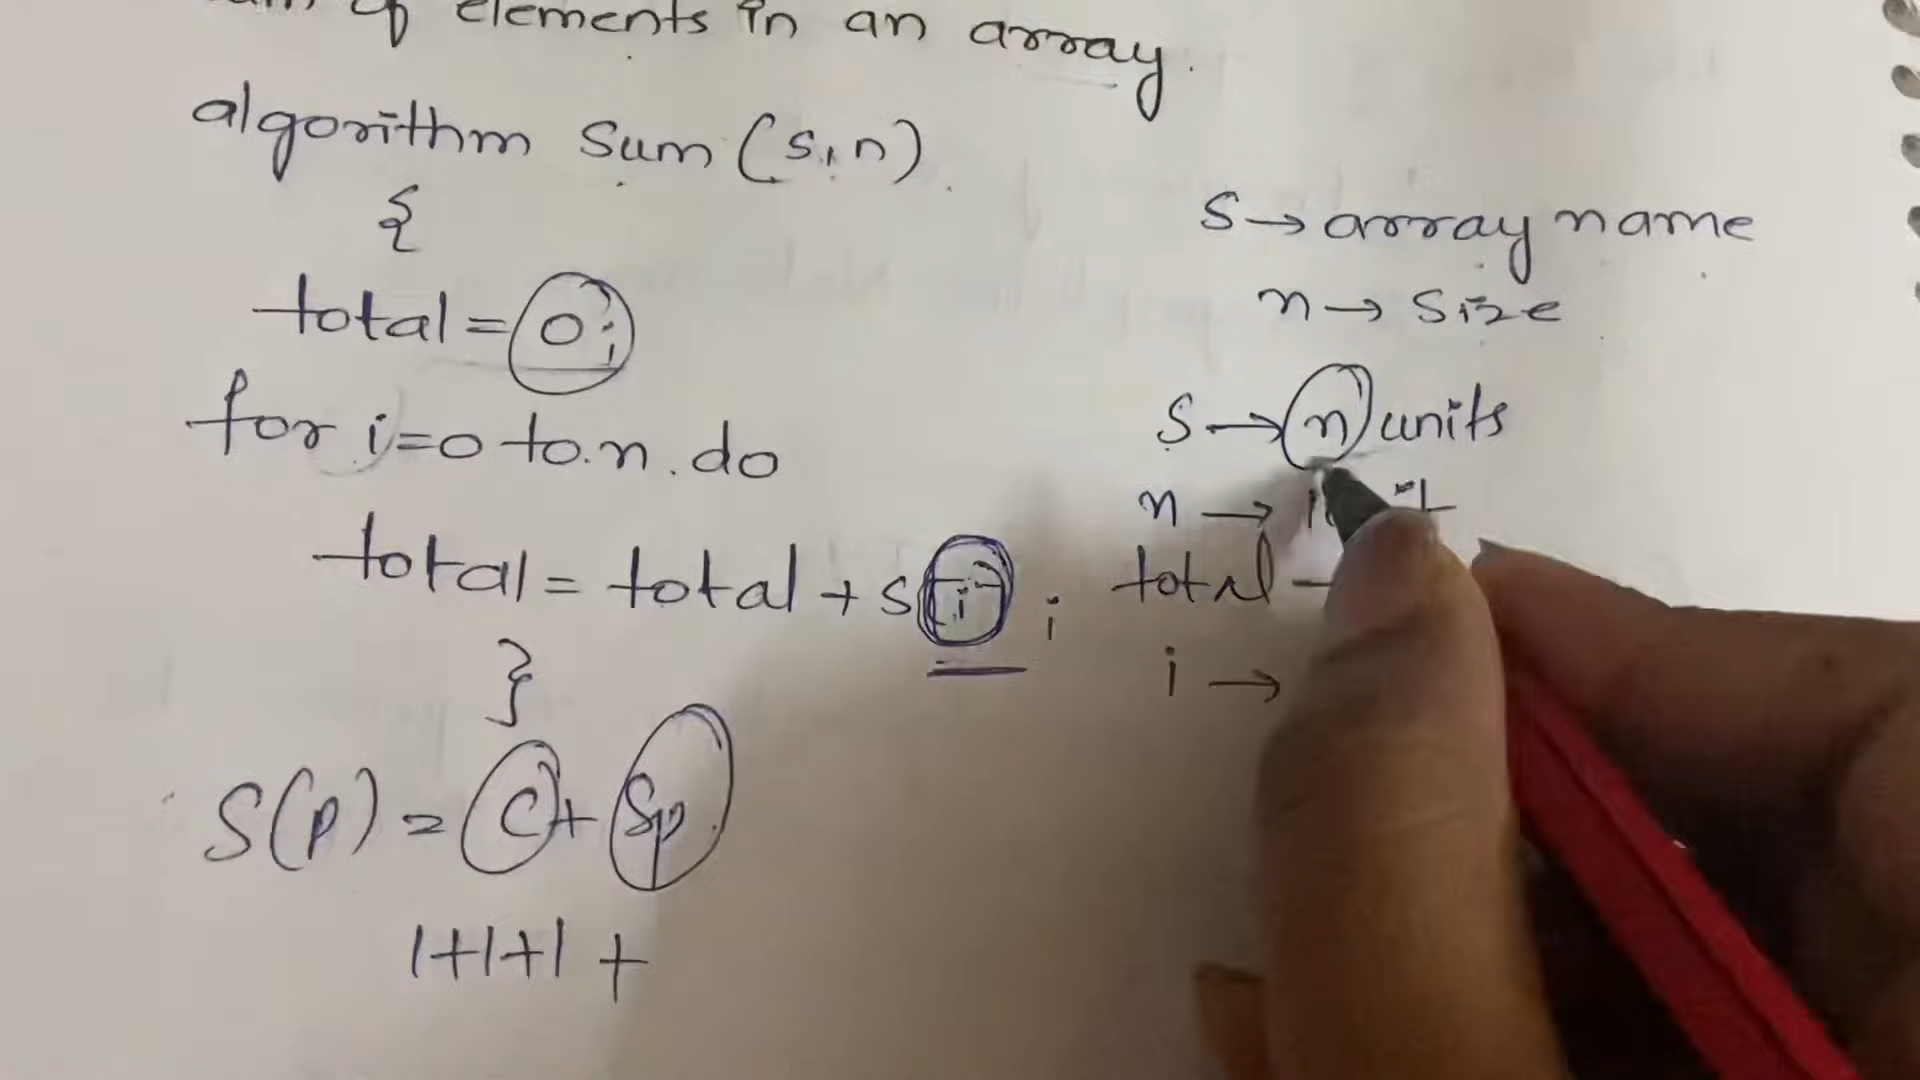 of elements in an array.
algorithm Sum (s,n)
{
total = 0;
for i=0 to n do
total = total + s[i];
}
S(P) = C + Sp
1+1+1 +
s → array name
n → size
s → n units
n →
total →
i →